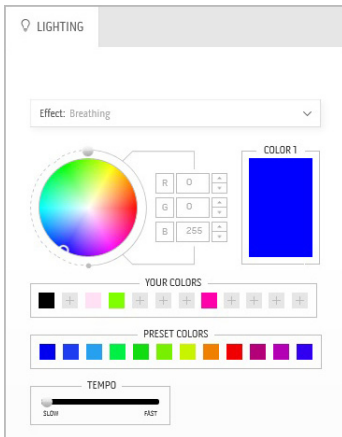 LIGHTING
Effect: Breathing
COLOR 1
R 0
G 0
B 255
YOUR COLORS
PRESET COLORS
TEMPO
SLOW FAST